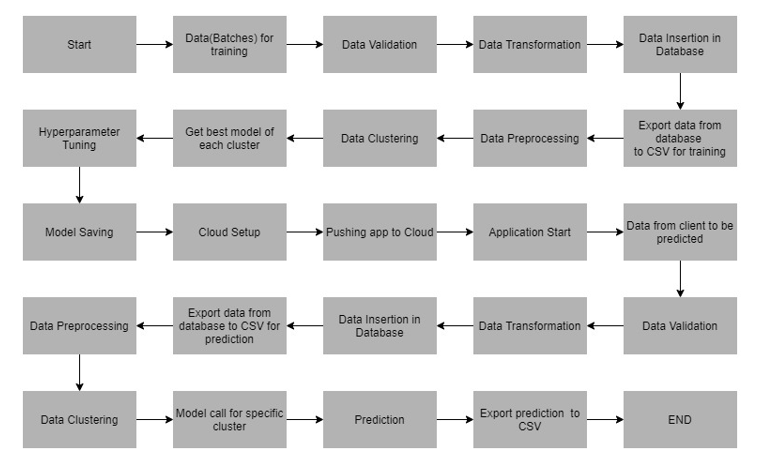 Start
Data(Batches) for
training
Data Validation
Data Transformation
Data Insertion in
Database
Export data from
database
to CSV for training
Data Preprocessing
Data Clustering
Get best model of
each cluster
Hyperparameter
Tuning
Model Saving
Cloud Setup
Pushing app to Cloud
Application Start
Data from client to be
predicted
Data Validation
Data Transformation
Data Insertion in
Database
Export data from
database to CSV for
prediction
Data Preprocessing
Data Clustering
Model call for specific
cluster
Prediction
Export prediction to
CSV
END